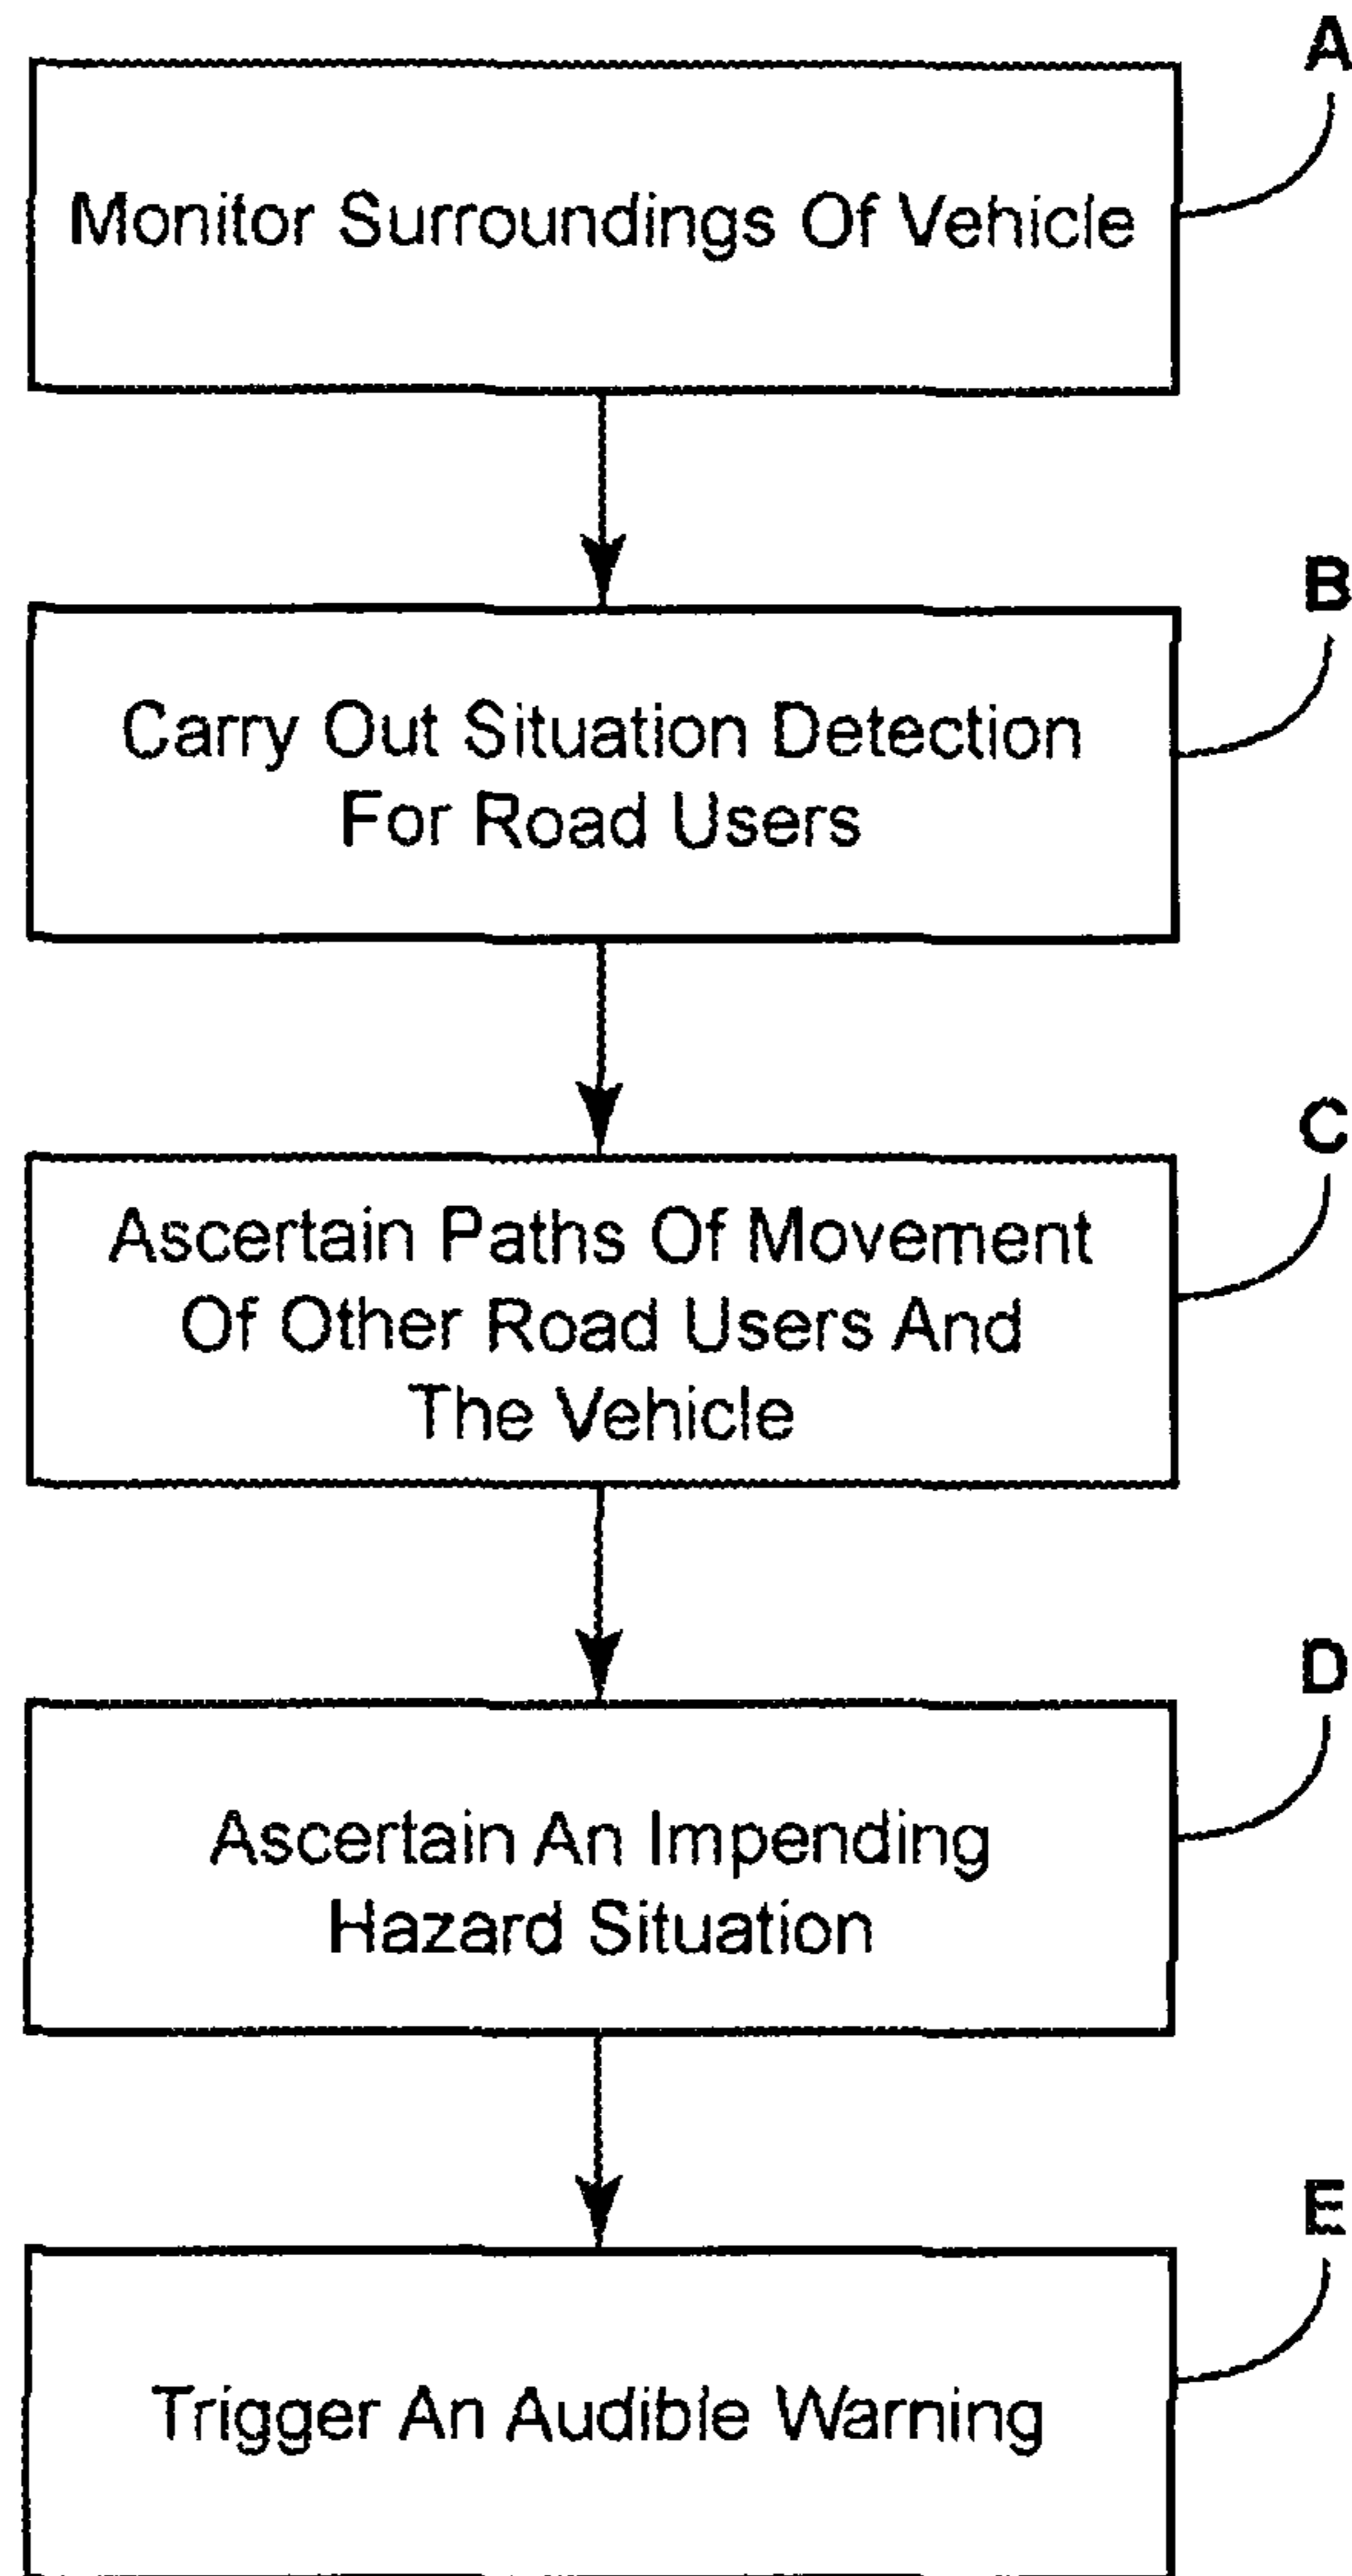 A
Monitor Surroundings Of Vehicle
B
Carry Out Situation Detection
For Road Users
C
Ascertain Paths Of Movement
Of Other Road Users And
The Vehicle
D
Ascertain An Impending
Hazard Situation
E
Trigger An Audible Warning